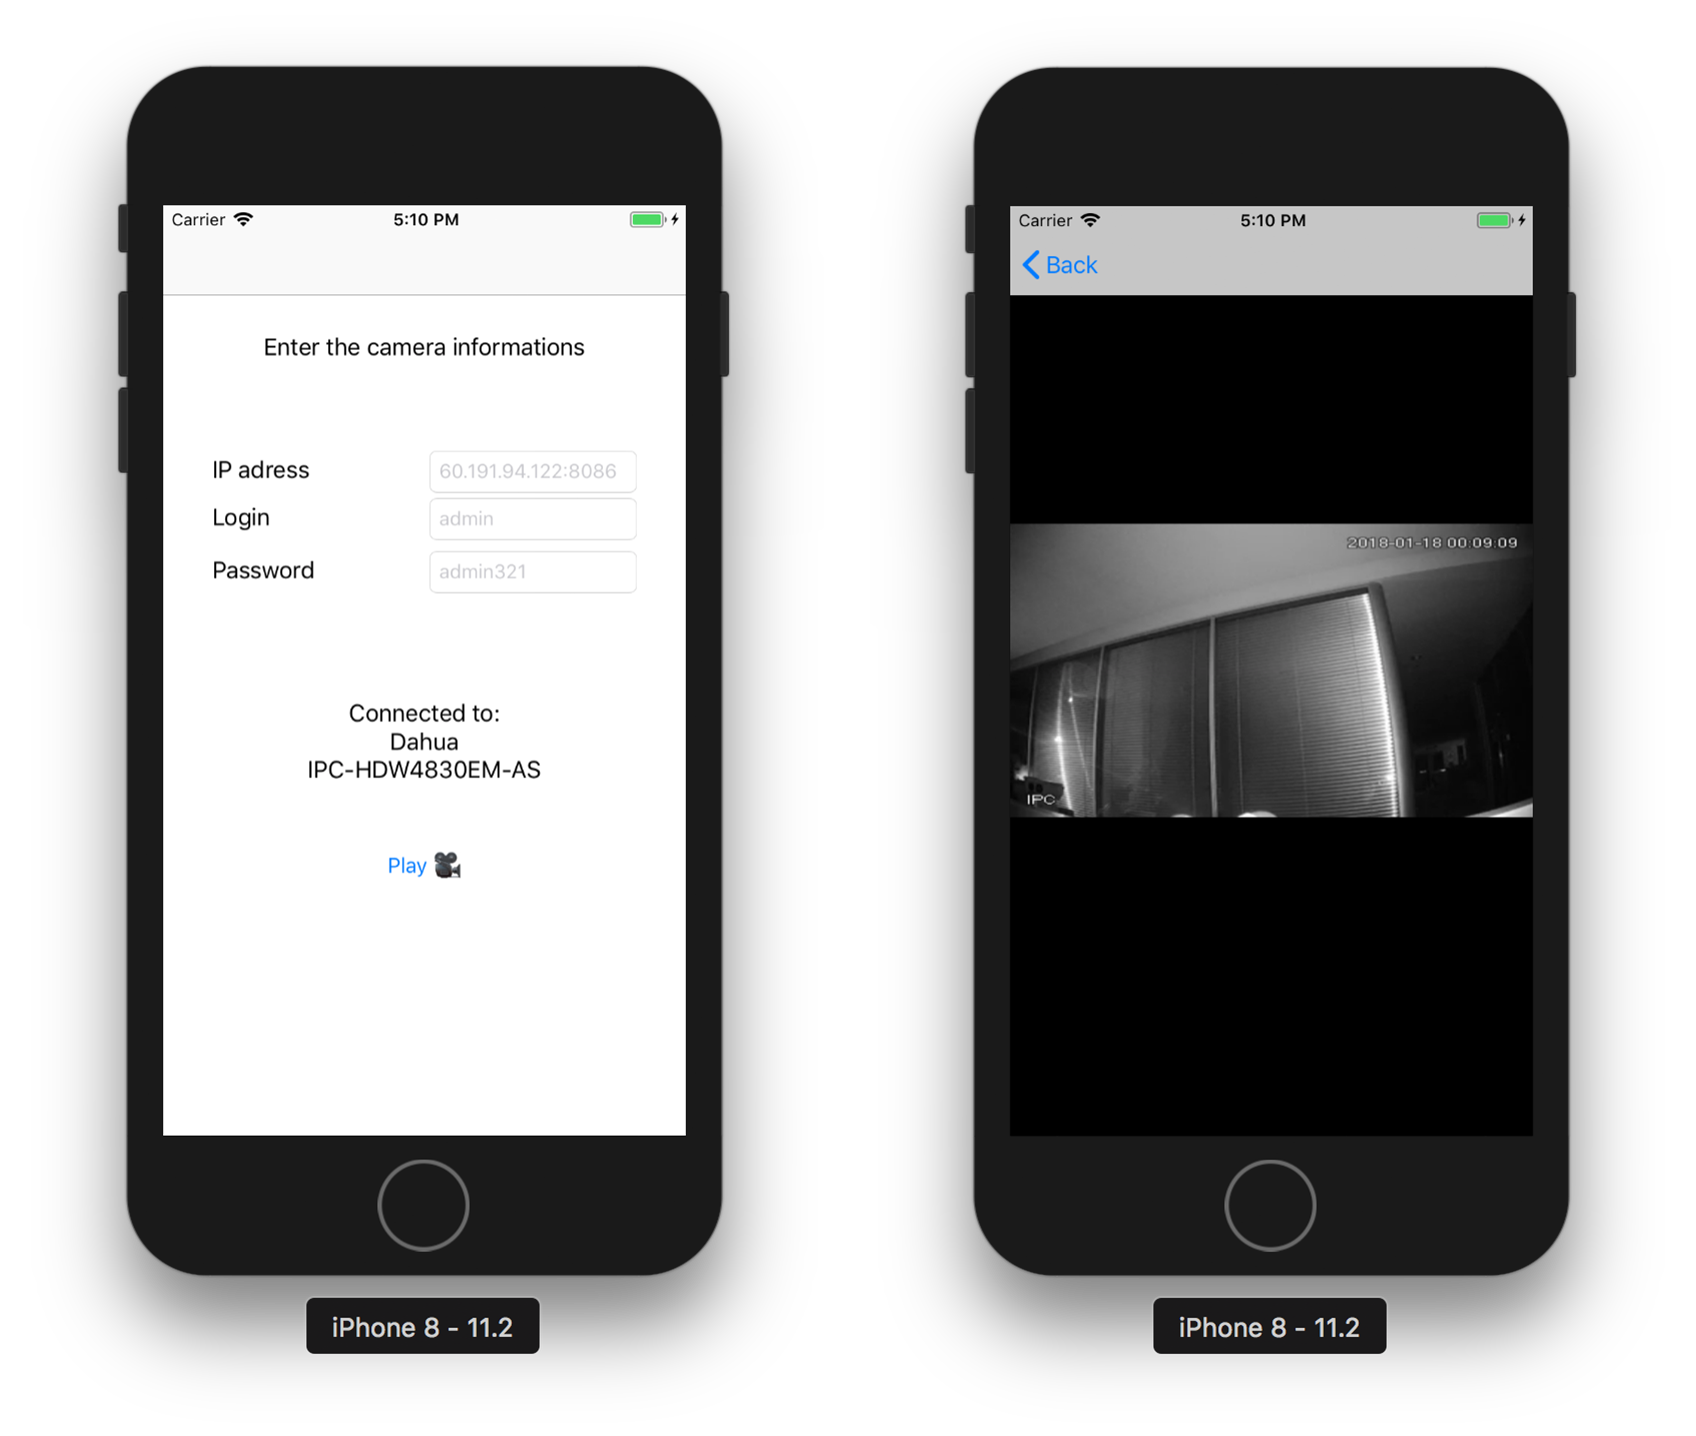 Carrier 5:10 PM
Enter the camera informations
IP adress 60.191.94.122:8086
Login admin
Password admin321
Connected to:
Dahua
IPC-HDW4830EM-AS
Play
iPhone 8 - 11.2
Carrier 5:10 PM
Back
2018-01-18 00:09:09
IPC
iPhone 8 - 11.2